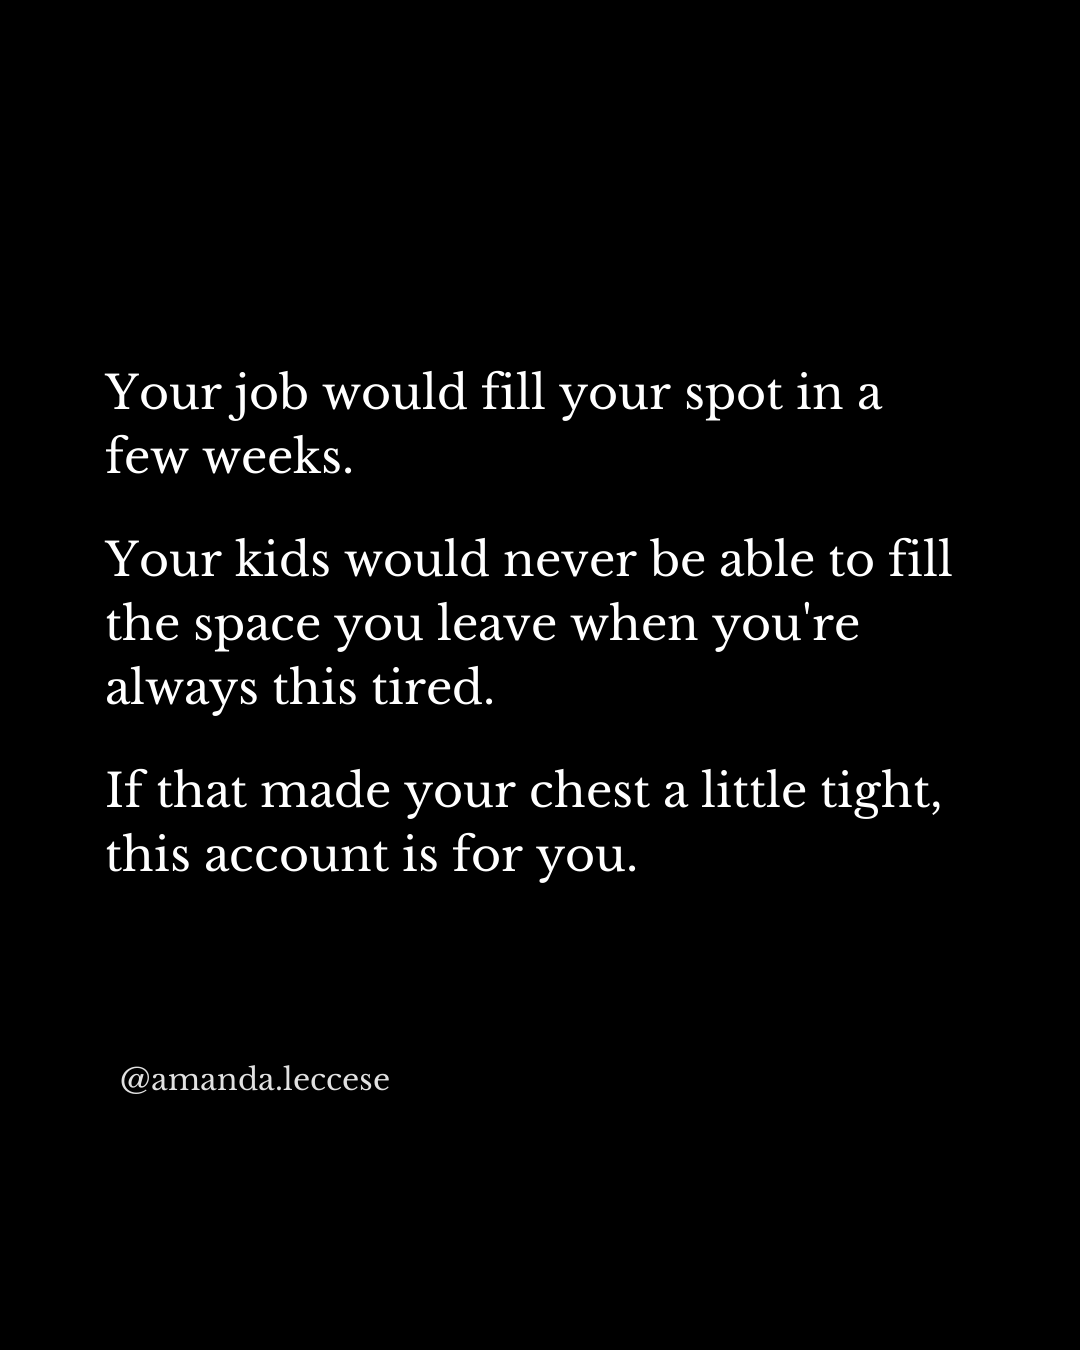 Your job would fill your spot in a
few weeks.
Your kids would never be able to fill
the space you leave when you're
always this tired.
If that made your chest a little tight,
this account is for you.
@amanda.leccese